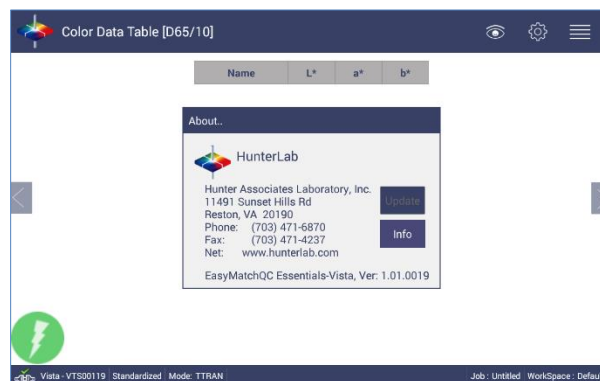 Color Data Table [D65/10]
Name L* a* b*
About..
HunterLab
Hunter Associates Laboratory, Inc.
11491 Sunset Hills Rd
Reston, VA 20190
Phone: (703) 471-6870
Fax: (703) 471-4237
Net: www.hunterlab.com
Update
Info
EasyMatchQC Essentials-Vista, Ver: 1.01.0019
Vista - VTS00119 Standardized Mode: TTRAN Job : Untitled WorkSpace : Defau